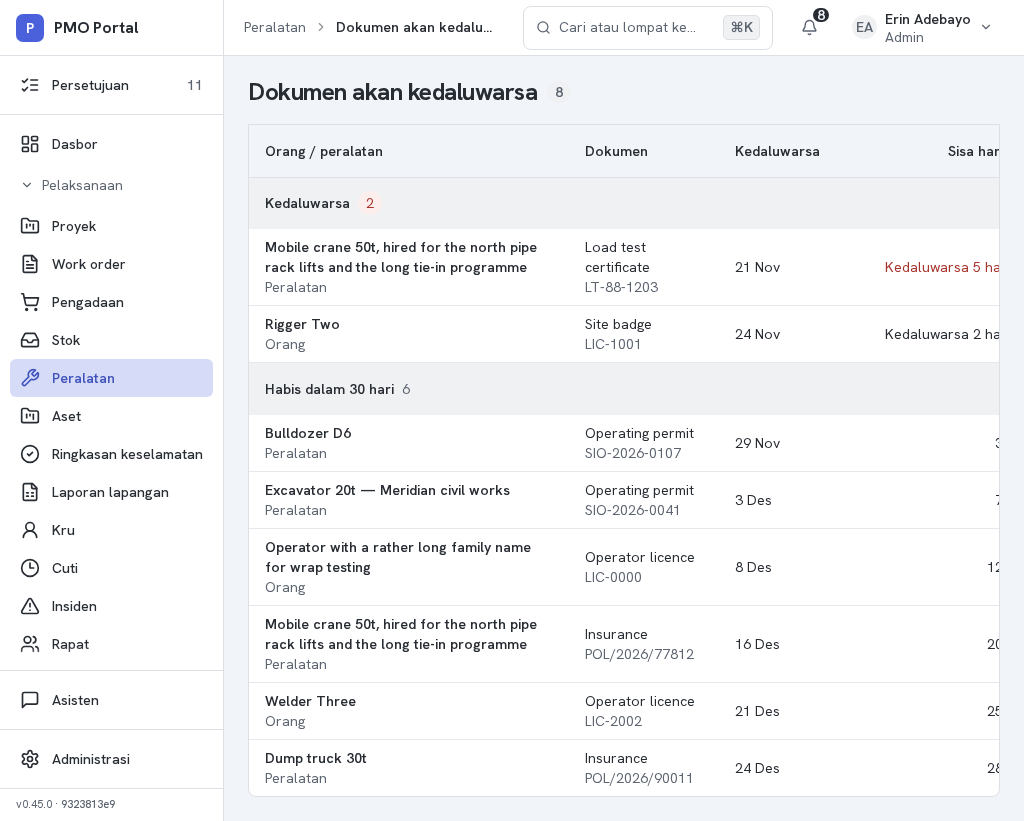 P PMO Portal
Peralatan > Dokumen akan kedalu...
Cari atau lompat ke... ⌘K
8
EA Erin Adebayo
Admin
Persetujuan 11
Dasbor
Pelaksanaan
Proyek
Work order
Pengadaan
Stok
Peralatan
Aset
Ringkasan keselamatan
Laporan lapangan
Kru
Cuti
Insiden
Rapat
Asisten
Administrasi
v0.45.0 · 9323813e9
Dokumen akan kedaluwarsa 8
Orang / peralatan Dokumen Kedaluwarsa Sisa har
Kedaluwarsa 2
Mobile crane 50t, hired for the north pipe
rack lifts and the long tie-in programme
Peralatan
Load test
certificate
LT-88-1203
21 Nov
Kedaluwarsa 5 ha
Rigger Two
Orang
Site badge
LIC-1001
24 Nov
Kedaluwarsa 2 ha
Habis dalam 30 hari 6
Bulldozer D6
Peralatan
Operating permit
SIO-2026-0107
29 Nov
3
Excavator 20t — Meridian civil works
Peralatan
Operating permit
SIO-2026-0041
3 Des
7
Operator with a rather long family name
for wrap testing
Orang
Operator licence
LIC-0000
8 Des
12
Mobile crane 50t, hired for the north pipe
rack lifts and the long tie-in programme
Peralatan
Insurance
POL/2026/77812
16 Des
20
Welder Three
Orang
Operator licence
LIC-2002
21 Des
25
Dump truck 30t
Peralatan
Insurance
POL/2026/90011
24 Des
28